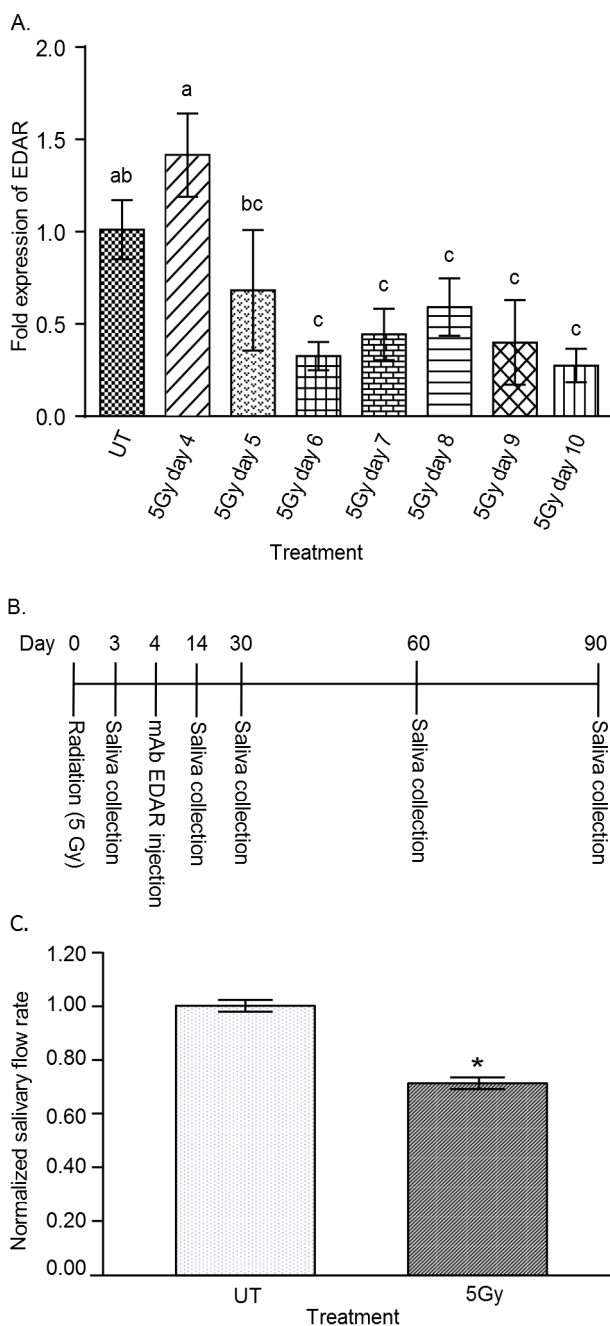 A.
Fold expression of EDAR
2.0
1.5
1.0
0.5
0.0
ab
a
bc
c
c
c
c
c
UT
5Gy day 4
5Gy day 5
5Gy day 6
5Gy day 7
5Gy day 8
5Gy day 9
5Gy day 10
Treatment
B.
Day 0 3 4 14 30 60 90
Radiation (5 Gy)
Saliva collection
mAb EDAR injection
Saliva collection
Saliva collection
Saliva collection
Saliva collection
C.
Normalized salivary flow rate
1.20
1.00
0.80
0.60
0.40
0.20
0.00
*
UT 5Gy
Treatment